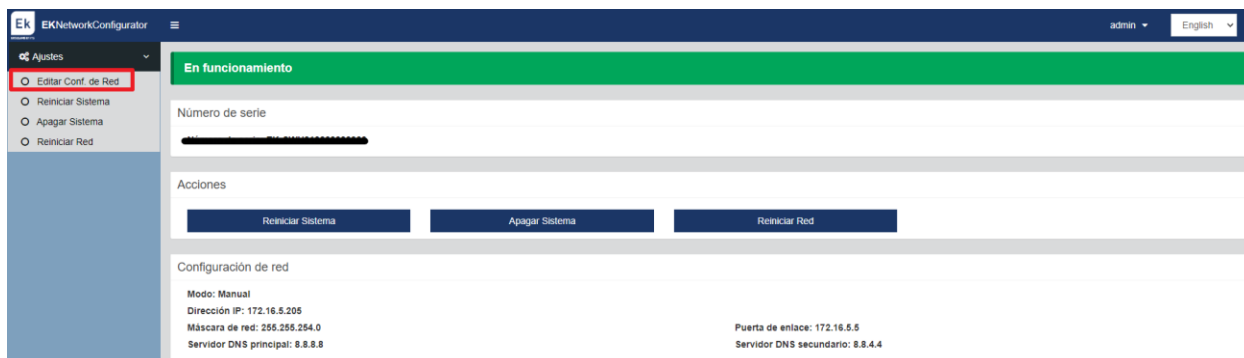 Ek EKNetworkConfigurator
admin
English
Ajustes
Editar Conf. de Red
Reiniciar Sistema
Apagar Sistema
Reiniciar Red
En funcionamiento
Número de serie
Acciones
Reiniciar Sistema Apagar Sistema Reiniciar Red
Configuración de red
Modo: Manual
Dirección IP: 172.16.5.205
Máscara de red: 255.255.254.0 Puerta de enlace: 172.16.5.5
Servidor DNS principal: 8.8.8.8 Servidor DNS secundario: 8.8.4.4